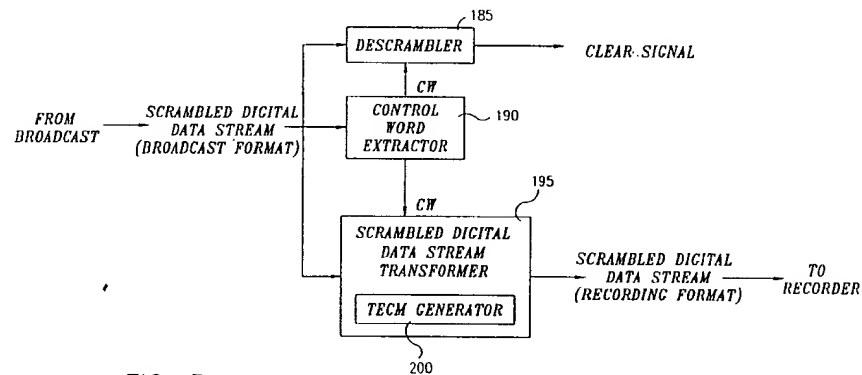 185
DESCRAMBLER
CLEAR SIGNAL
CW
FROM
BROADCAST
SCRAMBLED DIGITAL
DATA STREAM
(BROADCAST FORMAT)
CONTROL
WORD
EXTRACTOR
190
CW
195
SCRAMBLED DIGITAL
DATA STREAM
TRANSFORMER
TECM GENERATOR
200
SCRAMBLED DIGITAL
DATA STREAM
(RECORDING FORMAT)
TO
RECORDER